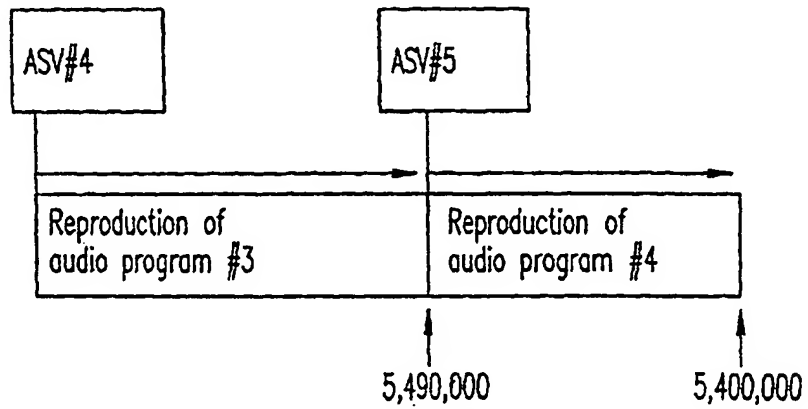 ASV#4
ASV#5
Reproduction of
audio program #3
Reproduction of
audio program #4
5,490,000
5,400,000